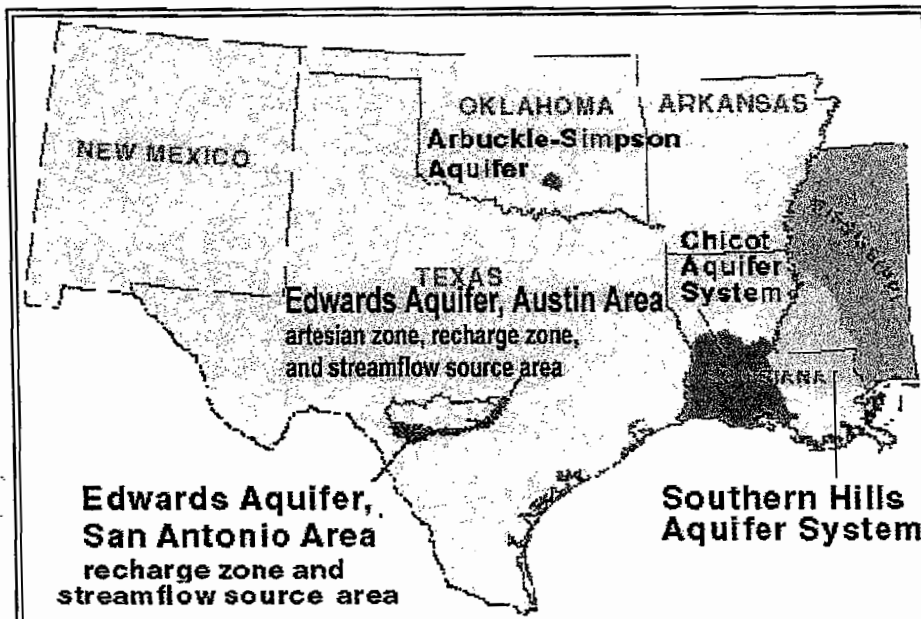 OKLAHOMA
ARKANSAS
Arbuckle-Simpson
Aquifer
NEW MEXICO
Chicot
Aquifer
System
TEXAS
Edwards Aquifer, Austin Area
artesian zone, recharge zone,
and streamflow source area
IANA
Edwards Aquifer,
San Antonio Area
recharge zone and
streamflow source area
Southern Hills
Aquifer System